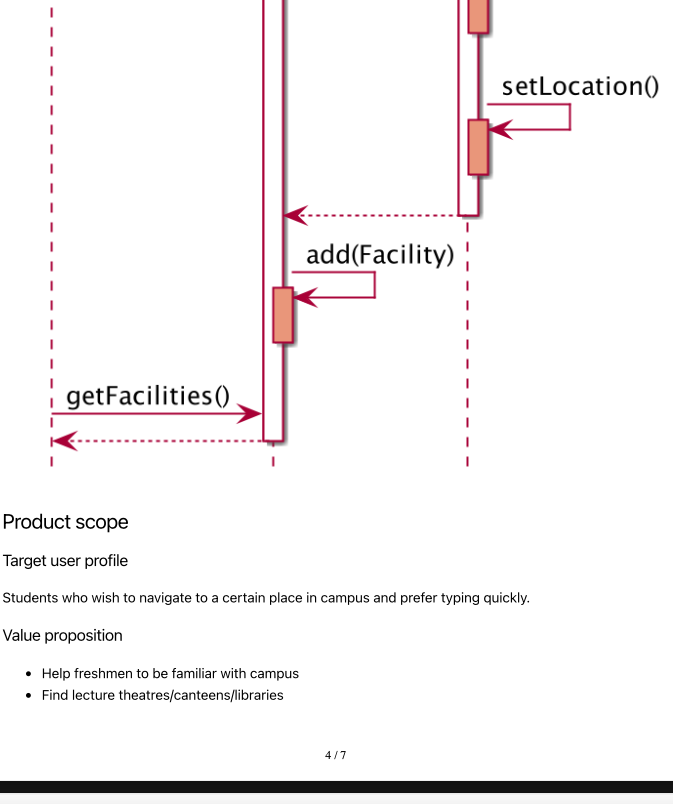 setLocation()
add(Facility)
getFacilities()
Product scope
Target user profile
Students who wish to navigate to a certain place in campus and prefer typing quickly.
Value proposition
• Help freshmen to be familiar with campus
• Find lecture theatres/canteens/libraries
4 / 7